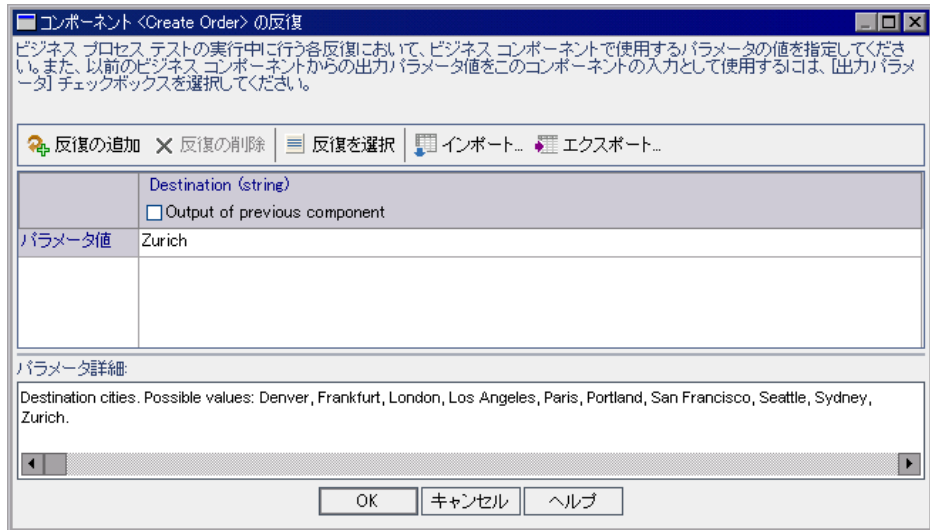 コンポーネント <Create Order> の反復
ビジネス プロセス テストの実行中に行う各反復において、ビジネス コンポーネントで使用するパラメータの値を指定してくださ
い。また、以前のビジネス コンポーネントからの出力パラメータ値をこのコンポーネントの入力として使用するには、[出力パラメ
ータ] チェックボックスを選択してください。
反復の追加 反復の削除 反復を選択 インポート... エクスポート...
Destination (string)
Output of previous component
パラメータ値 Zurich
パラメータ詳細:
Destination cities. Possible values: Denver, Frankfurt, London, Los Angeles, Paris, Portland, San Francisco, Seattle, Sydney,
Zurich.
OK キャンセル ヘルプ